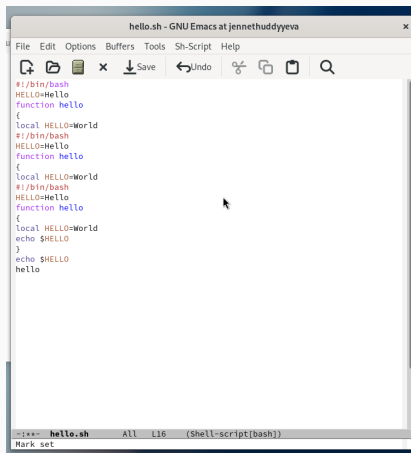 hello.sh - GNU Emacs at jennethuddyyeva
File Edit Options Buffers Tools Sh-Script Help
Save Undo
#!/bin/bash
HELLO=Hello
function hello
{
local HELLO=World
#!/bin/bash
HELLO=Hello
function hello
{
local HELLO=World
#!/bin/bash
HELLO=Hello
function hello
{
local HELLO=World
echo $HELLO
}
echo $HELLO
hello
-:**- hello.sh All L16 (Shell-script[bash])
Mark set